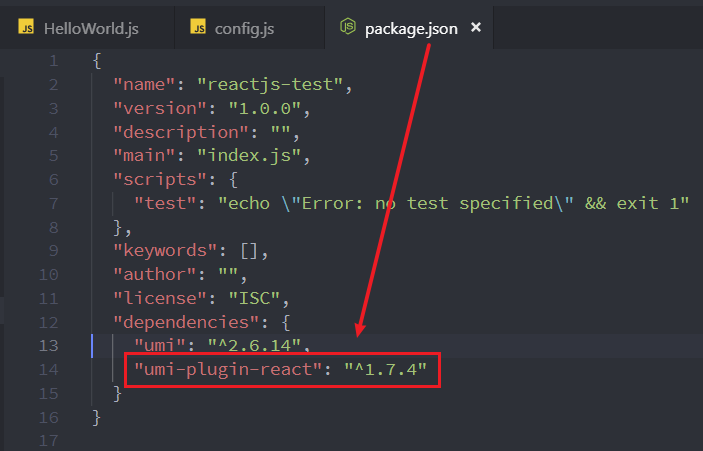 JS HelloWorld.js JS config.js JS package.json ×
1 {
2 "name": "reactjs-test",
3 "version": "1.0.0",
4 "description": "",
5 "main": "index.js",
6 "scripts": {
7 "test": "echo \"Error: no test specified\" && exit 1"
8 },
9 "keywords": [],
10 "author": "",
11 "license": "ISC",
12 "dependencies": {
13 "umi": "^2.6.14",
14 "umi-plugin-react": "^1.7.4"
15 }
16 }
17